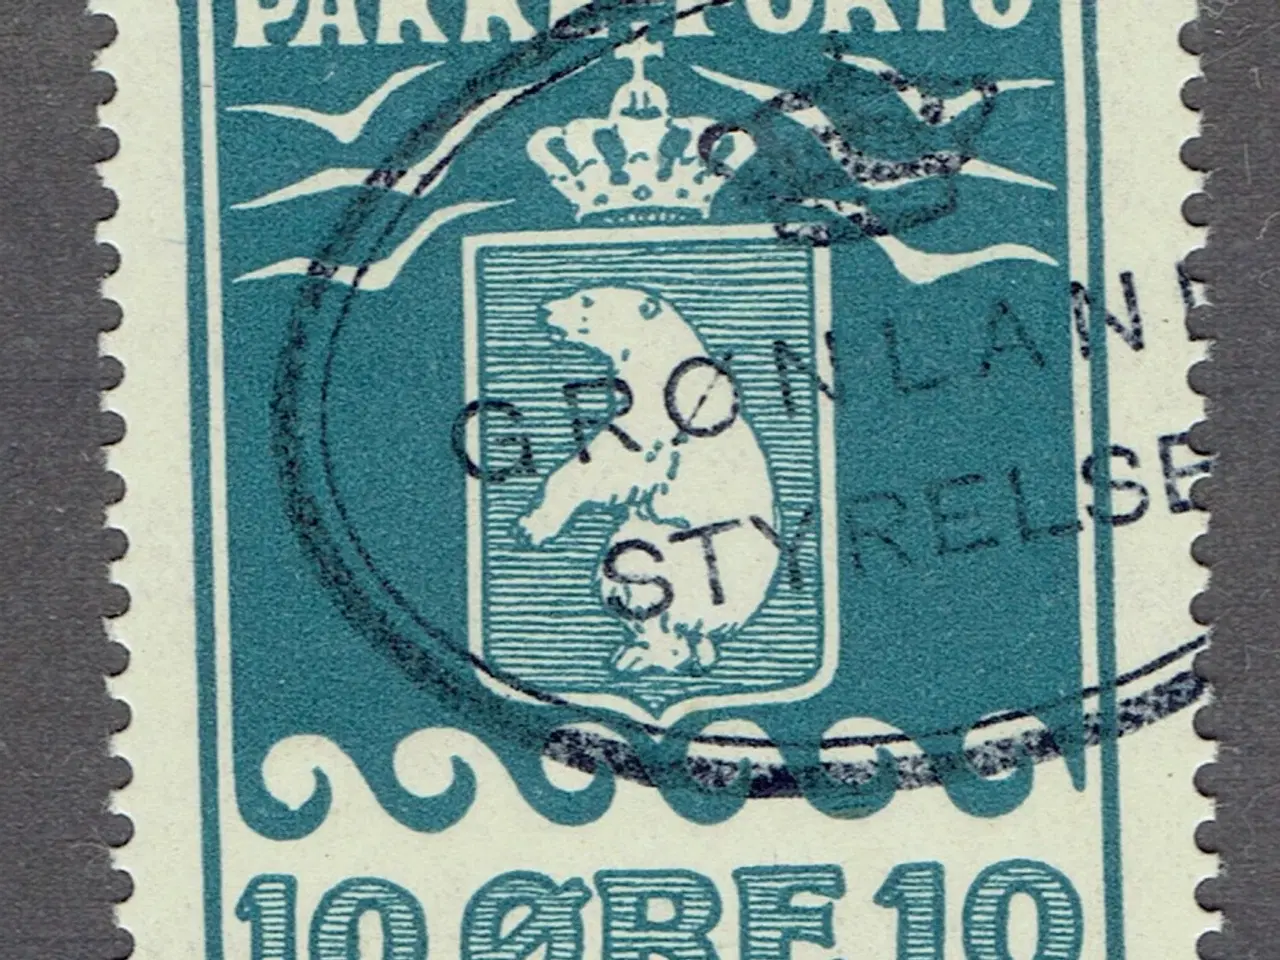 PAKKE-PORTO
GRØNLAND
STYRELSE
10 ØRE 10